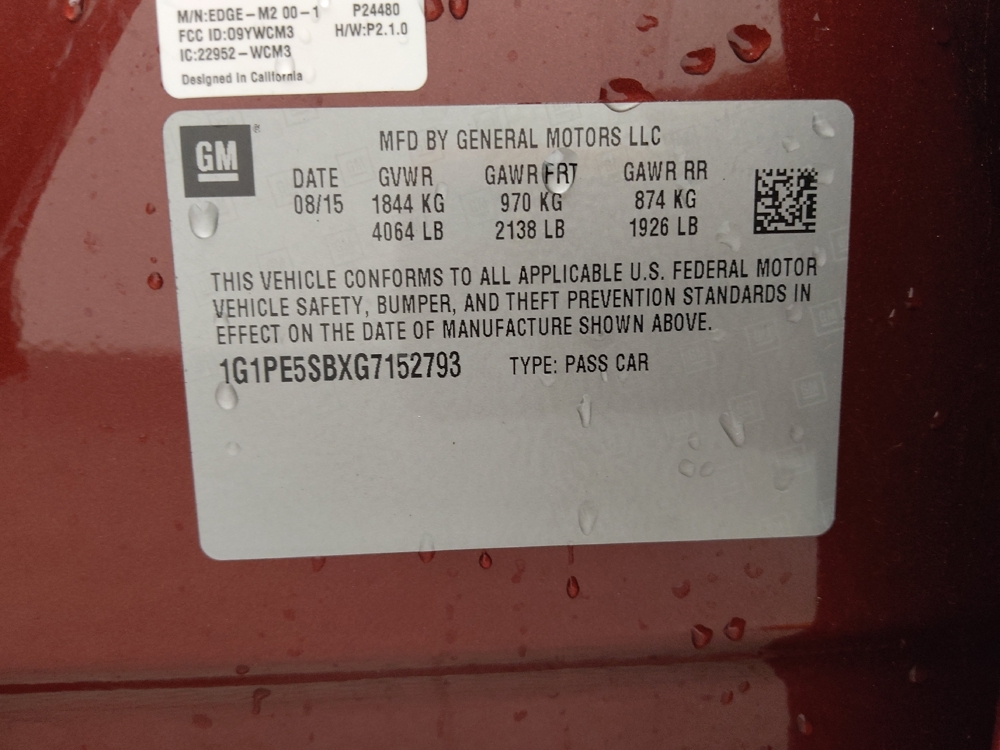 M/N:EDGE-M2 00-1 P24480
FCC ID:09YWCM3 H/W:P2.1.0
IC:22952-WCM3
Designed in California
GM
MFD BY GENERAL MOTORS LLC
DATE GVWR GAWR FRT GAWR RR
08/15 1844 KG 970 KG 874 KG
4064 LB 2138 LB 1926 LB
THIS VEHICLE CONFORMS TO ALL APPLICABLE U.S. FEDERAL MOTOR
VEHICLE SAFETY, BUMPER, AND THEFT PREVENTION STANDARDS IN
EFFECT ON THE DATE OF MANUFACTURE SHOWN ABOVE.
1G1PE5SBXG7152793 TYPE: PASS CAR